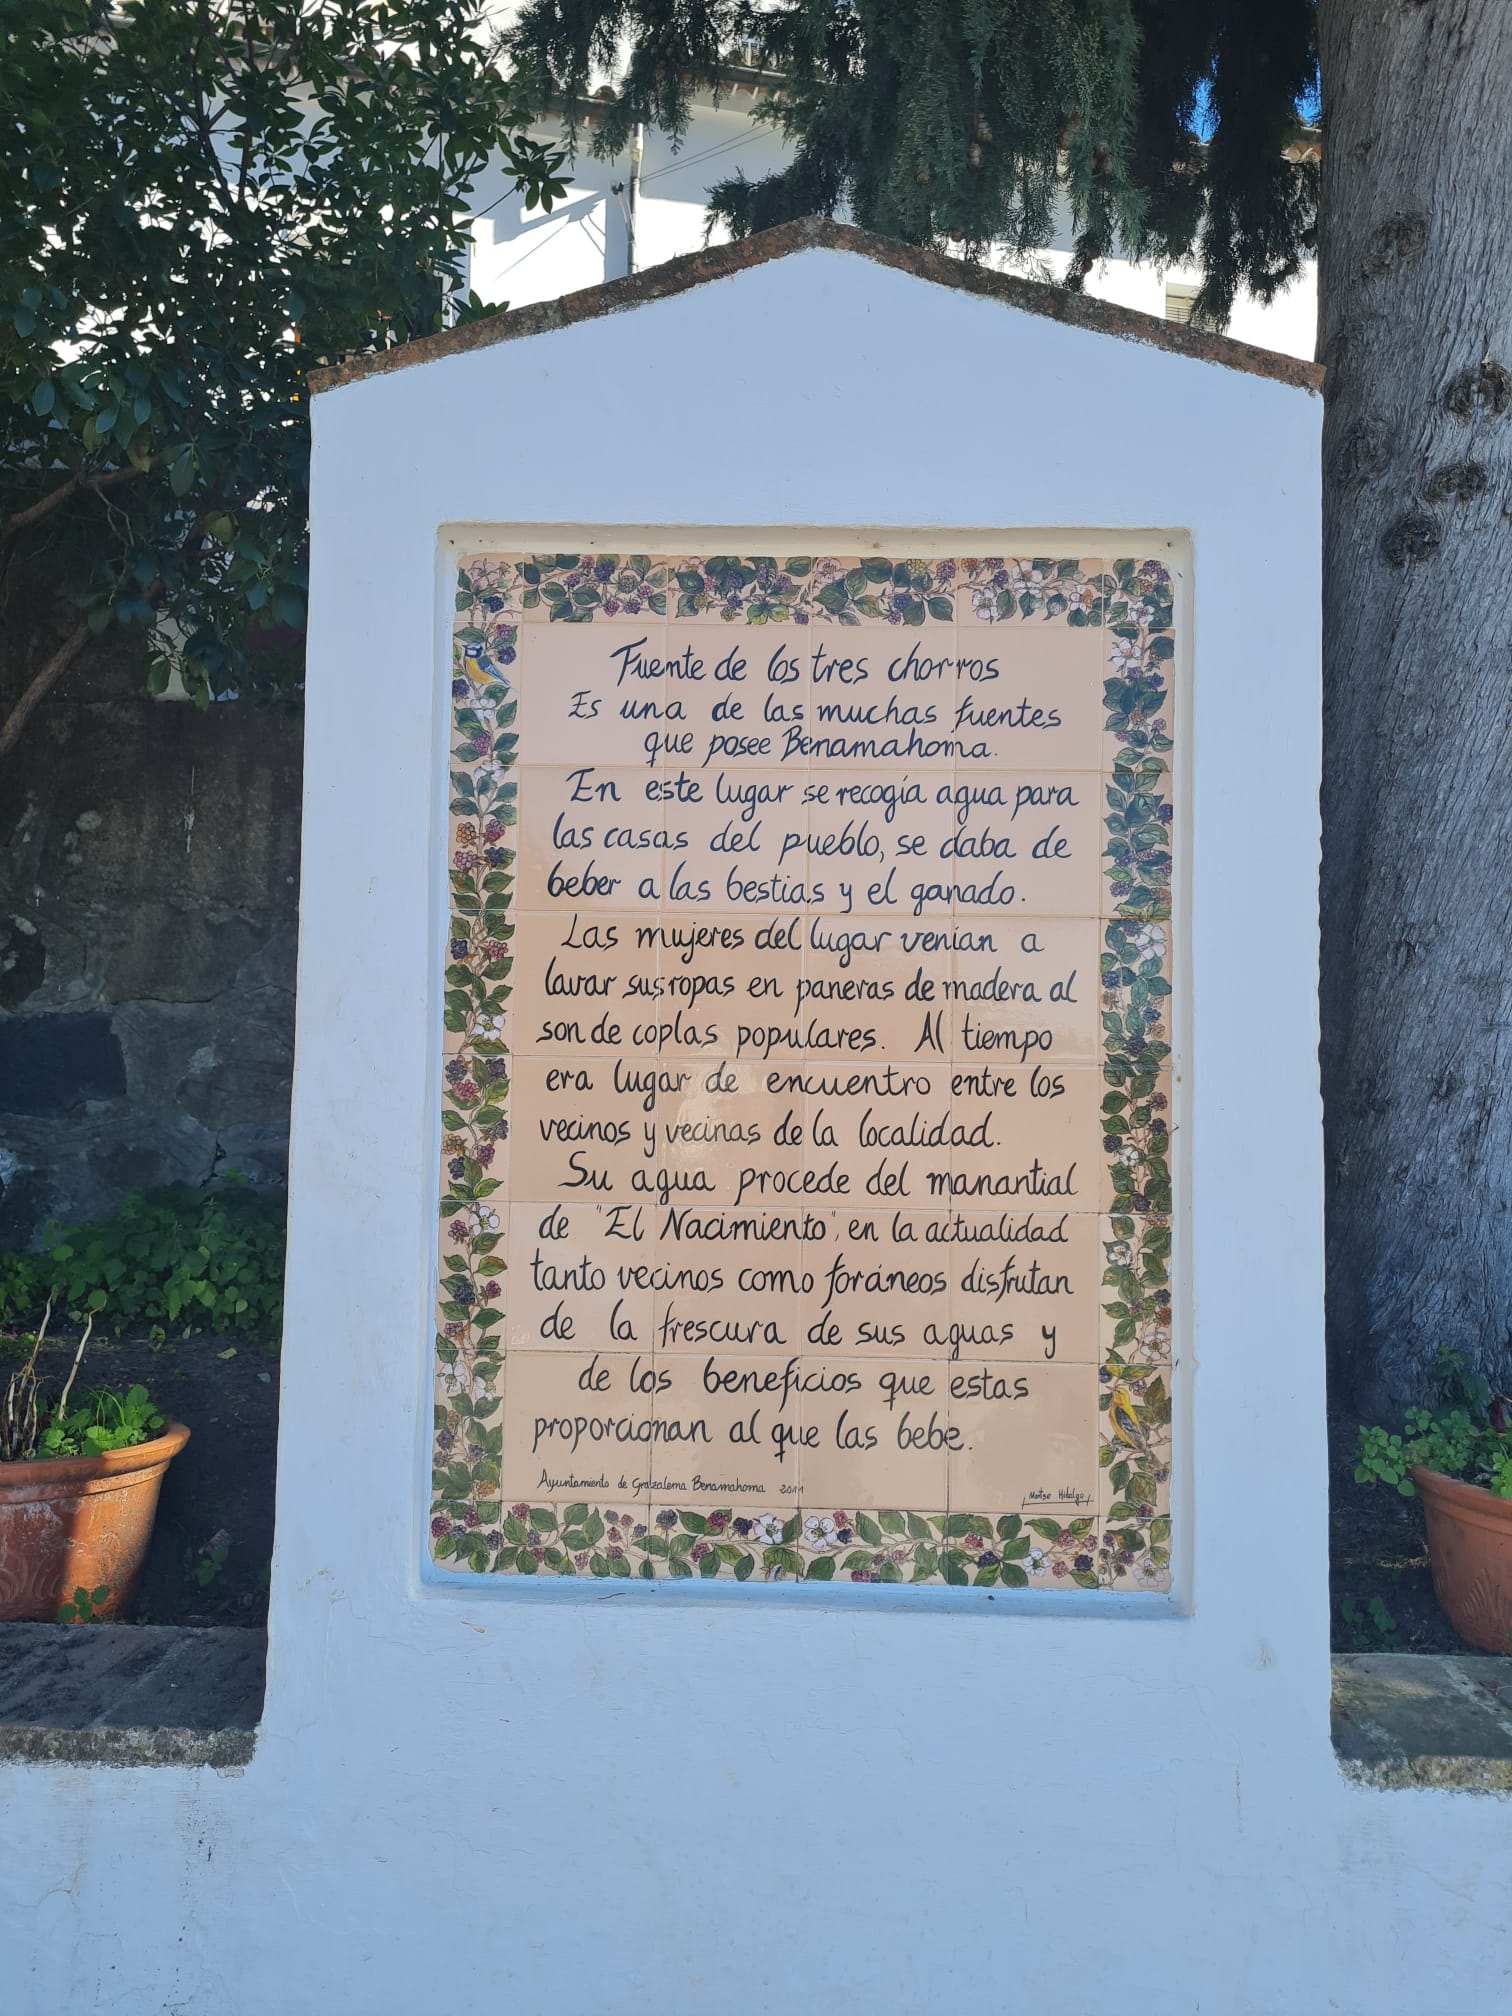 Fuente de los tres chorros
Es una de las muchas fuentes
que posee Benamahoma.
En este lugar se recogía agua para
las casas del pueblo, se daba de
beber a las bestias y el ganado.
Las mujeres del lugar venían a
lavar sus ropas en paneras de madera al
son de coplas populares. Al tiempo
era lugar de encuentro entre los
vecinos y vecinas de la localidad.
Su agua procede del manantial
de "El Nacimiento", en la actualidad
tanto vecinos como foráneos disfrutan
de la frescura de sus aguas y
de los beneficios que estas
proporcionan al que las bebe.
Ayuntamiento de Grazalema Benamahoma 2011
Montse Hidalgo